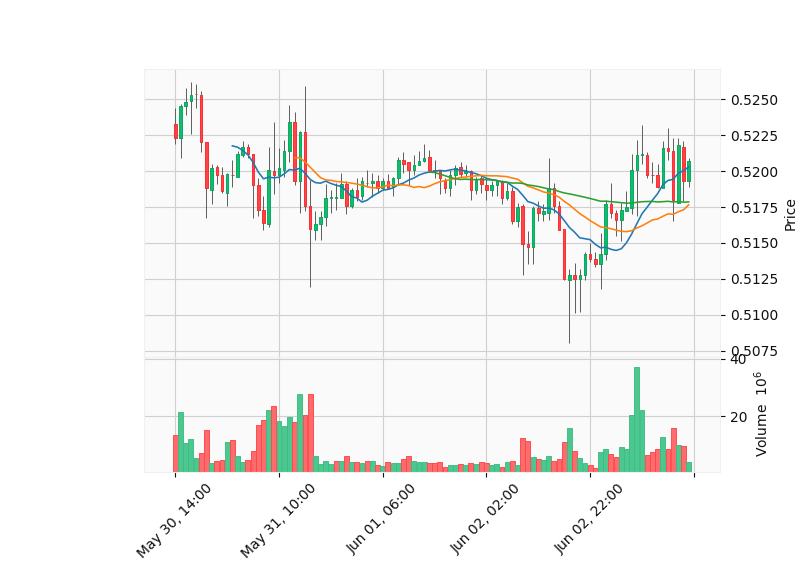 0.5250
0.5225
0.5200
0.5175
0.5150
0.5125
0.5100
0.5075
Price
40
20
Volume 10⁶
May 30, 14:00
May 31, 10:00
Jun 01, 06:00
Jun 02, 02:00
Jun 02, 22:00